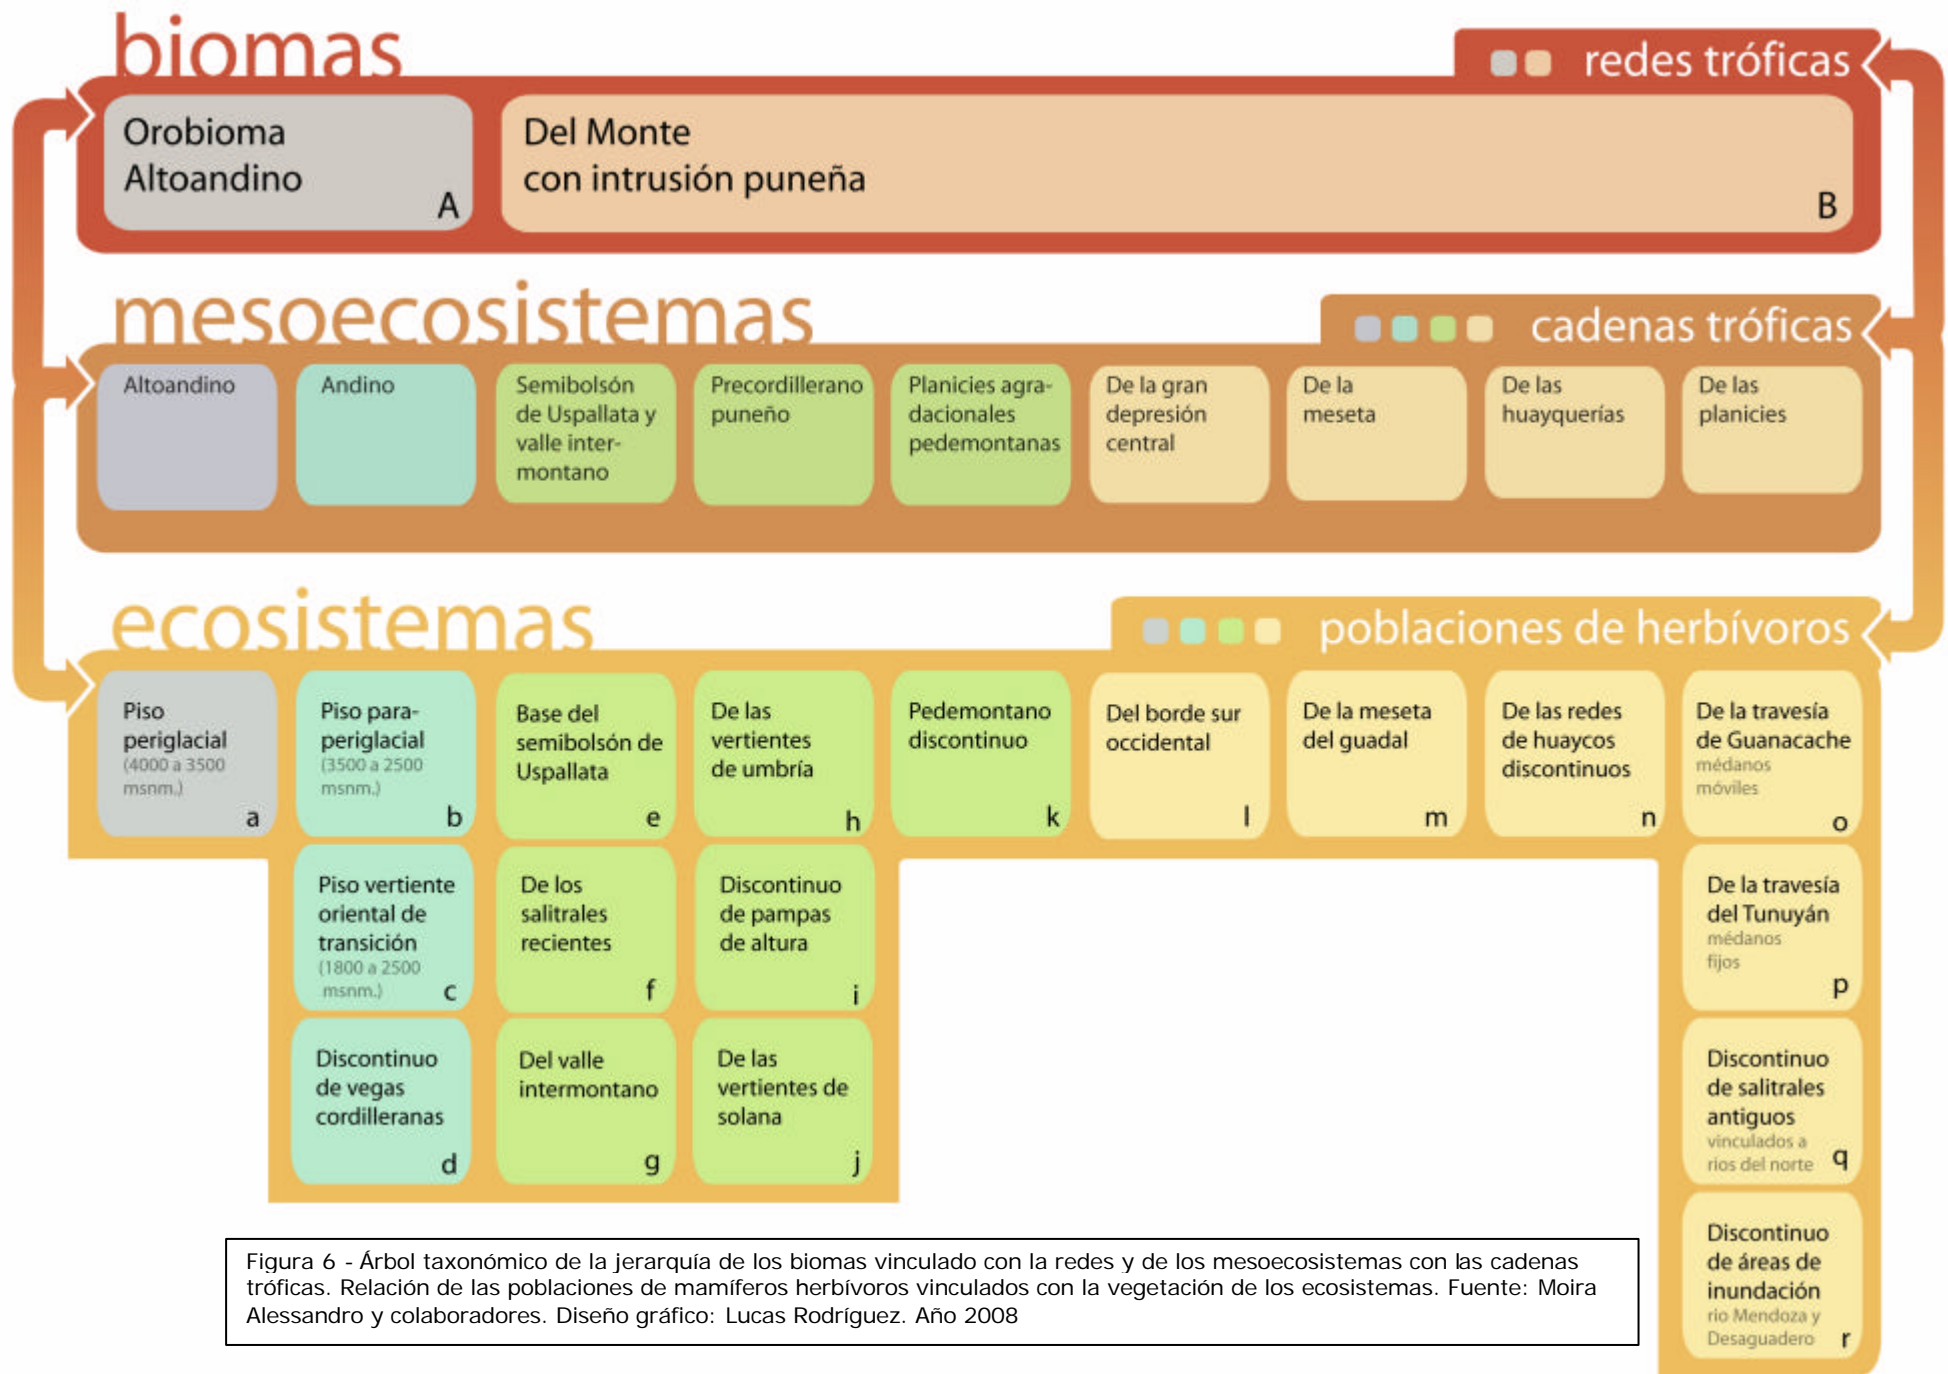 biomas
redes tróficas
Orobioma
Altoandino
A
Del Monte
con intrusión puneña
B
mesoecosistemas
cadenas tróficas
Altoandino
Andino
Semibolsón
de Uspallata y
valle inter-
montano
Precordillerano
puneño
Planicies agra-
dacionales
pedemontanas
De la gran
depresión
central
De la
meseta
De las
huayquerías
De las
planicies
ecosistemas
poblaciones de herbívoros
Piso
periglacial
(4000 a 3500
msnm.)
a
Piso para-
periglacial
(3500 a 2500
msnm.)
b
Base del
semibolsón de
Uspallata
e
De las
vertientes
de umbría
h
Pedemontano
discontinuo
k
Del borde sur
occidental
l
De la meseta
del guadal
m
De las redes
de huaycos
discontinuos
n
De la travesía
de Guanacache
médanos
móviles
o
Piso vertiente
oriental de
transición
(1800 a 2500
msnm.)
c
De los
salitrales
recientes
f
Discontinuo
de pampas
de altura
i
De la travesía
del Tunuyán
médanos
fijos
p
Discontinuo
de vegas
cordilleranas
d
Del valle
intermontano
g
De las
vertientes de
solana
j
Discontinuo
de salitrales
antiguos
vinculados a
rios del norte
q
Discontinuo
de áreas de
inundación
rio Mendoza y
Desaguadero
r
Figura 6 - Árbol taxonómico de la jerarquía de los biomas vinculado con la redes y de los mesoecosistemas con las cadenas
tróficas. Relación de las poblaciones de mamíferos herbívoros vinculados con la vegetación de los ecosistemas. Fuente: Moira
Alessandro y colaboradores. Diseño gráfico: Lucas Rodríguez. Año 2008